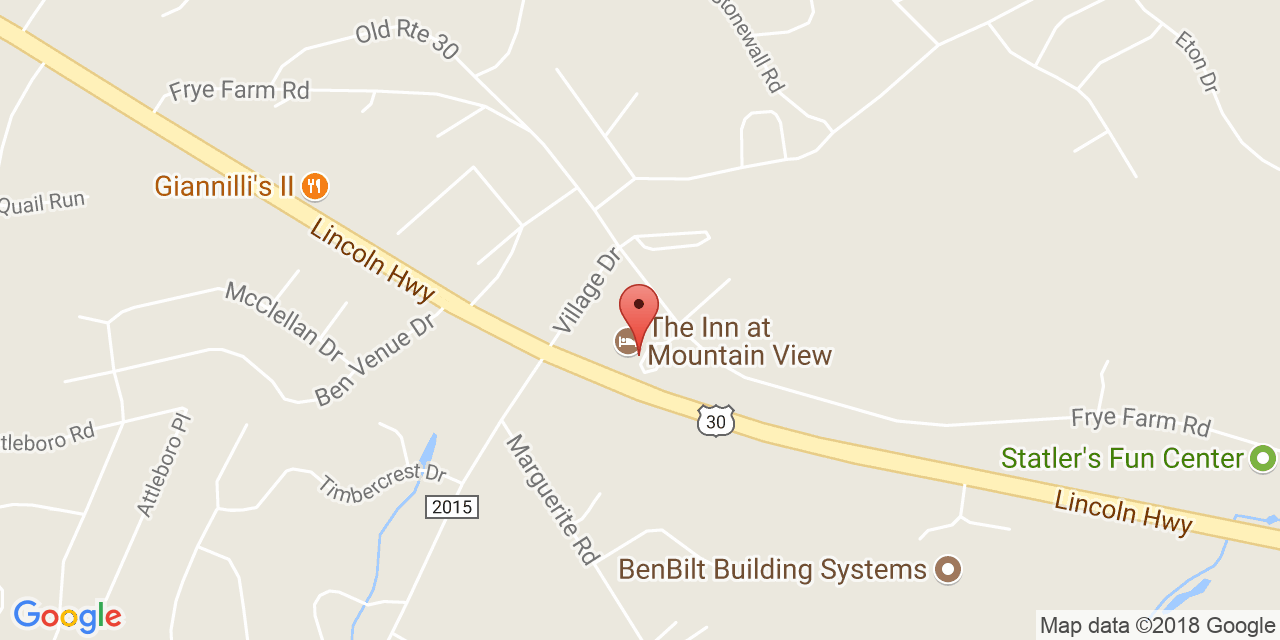 Stonewall Rd
Old Rte 30
Eton Dr
Frye Farm Rd
Giannilli's II
Quail Run
Lincoln Hwy
Village Dr
McClellan Dr
Ben Venue Dr
The Inn at
Mountain View
30
Frye Farm Rd
ttleboro Rd
Attleboro Pl
Statler's Fun Center
Marguerite Rd
Timbercrest Dr
2015
Lincoln Hwy
BenBilt Building Systems
Google
Map data ©2018 Google